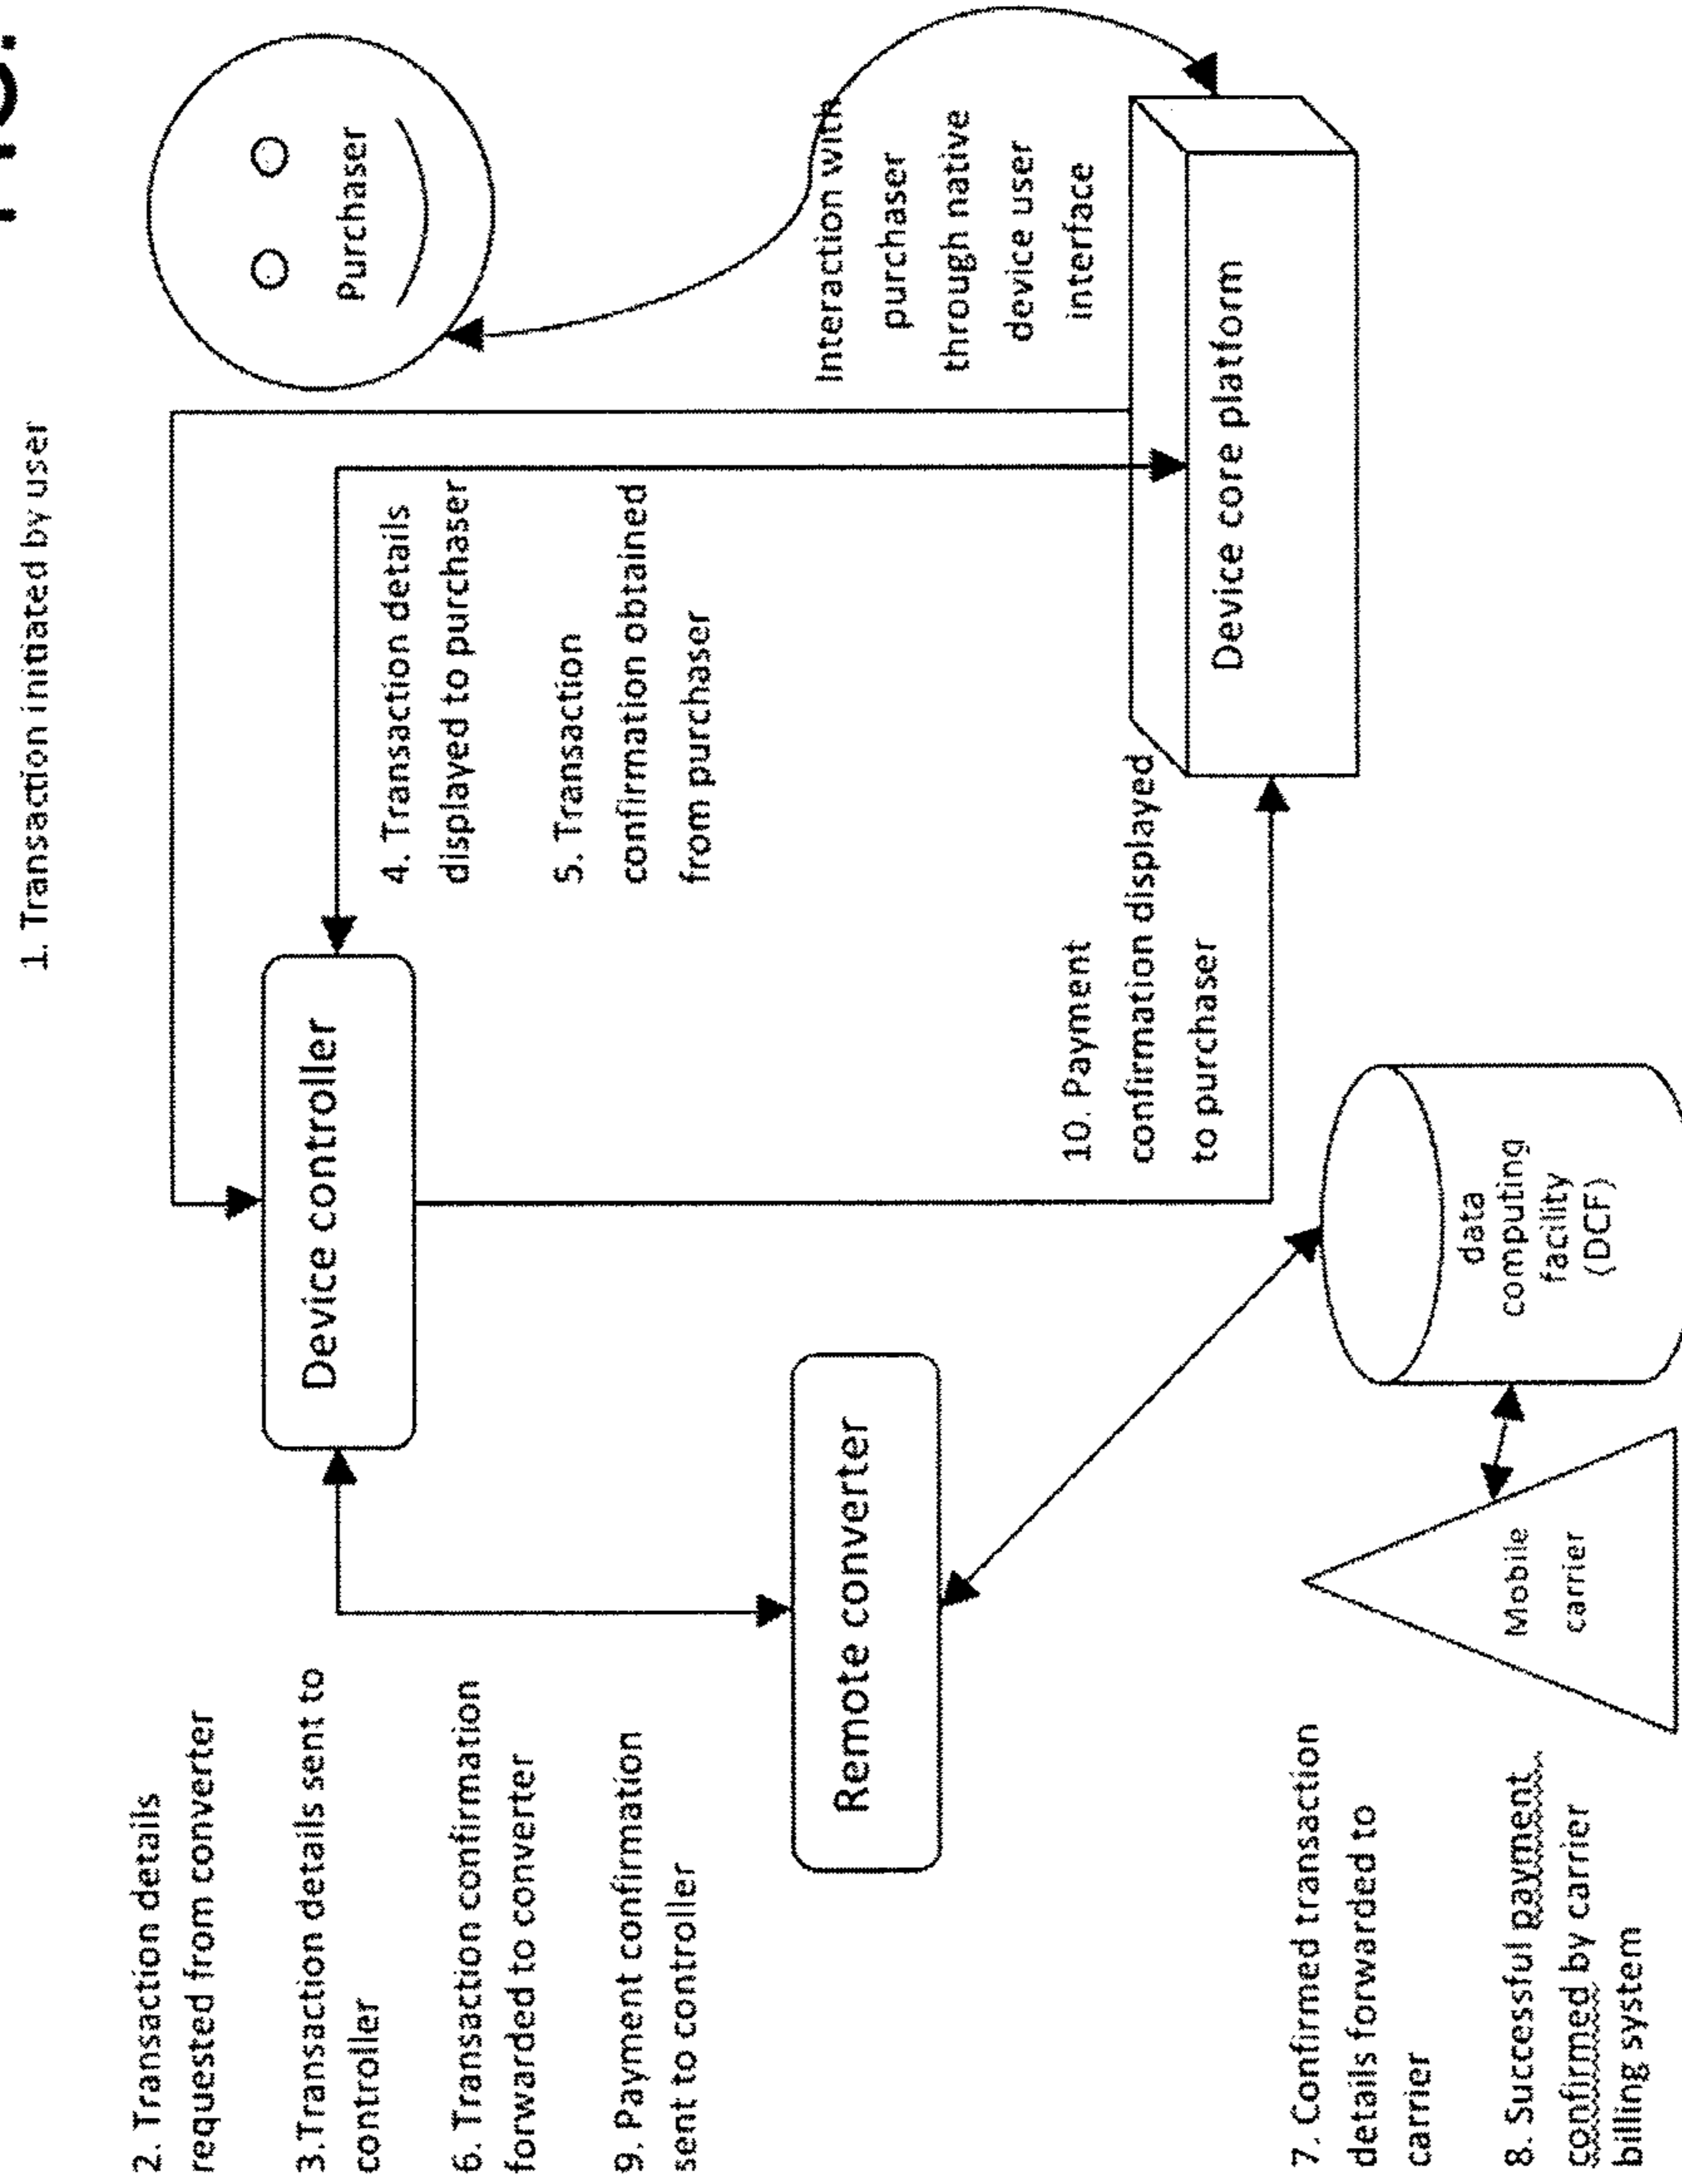 1. Transaction initiated by user
2. Transaction details
requested from converter
3.Transaction details sent to
controller
6. Transaction confirmation
forwarded to converter
9. Payment confirmation
sent to controller
Device controller
4. Transaction details
displayed to purchaser
5. Transaction
confirmation obtained
from purchaser
Purchaser
Interaction with
purchaser
through native
device user
interface
Remote converter
10. Payment
confirmation displayed
to purchaser
Device core platform
7. Confirmed transaction
details forwarded to
carrier
8. Successful payment
confirmed by carrier
billing system
Mobile
carrier
data
computing
facility
(DCF)